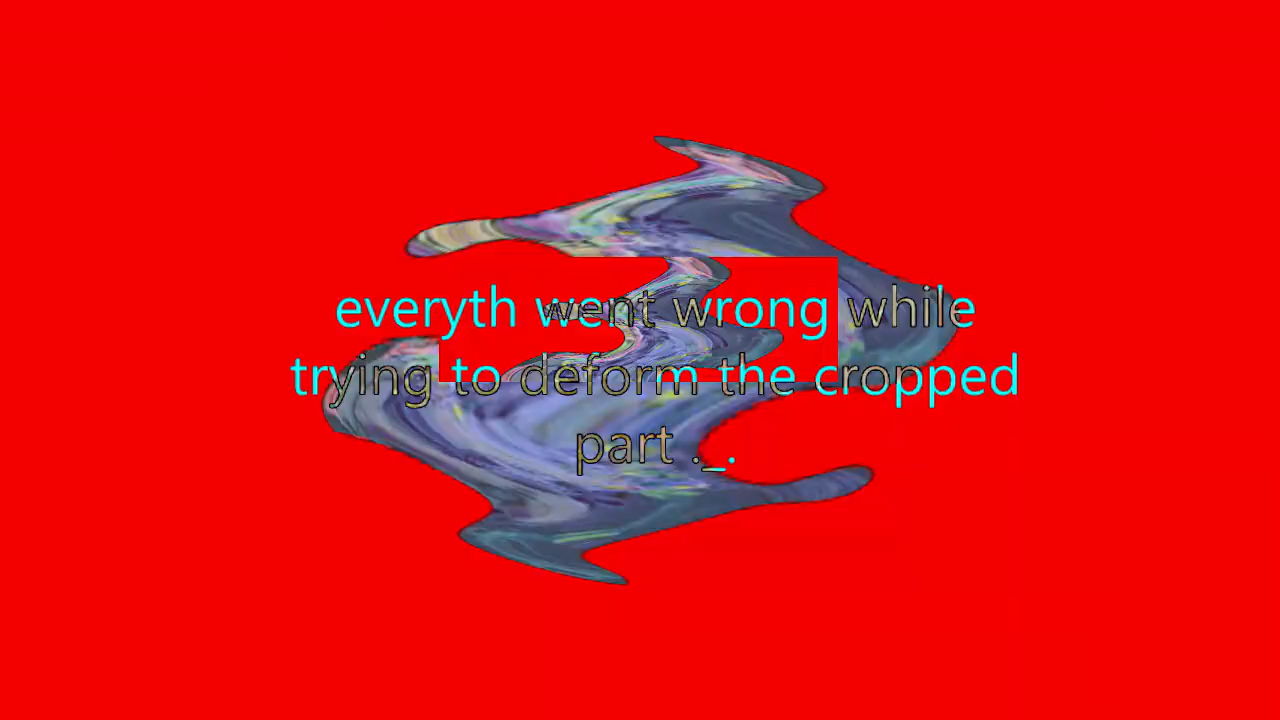 everyth went wrong while
trying to deform the cropped
part ._.